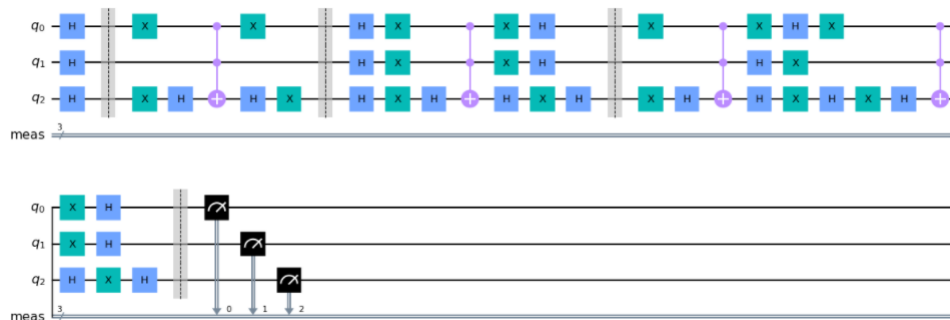 q0 H X X H X X H X X H X
q1 H H X X H H X
q2 H X H H X H X H H X H X H H X H X H
meas 3
q0 X H
q1 X H
q2 H X H
meas 3 0 1 2